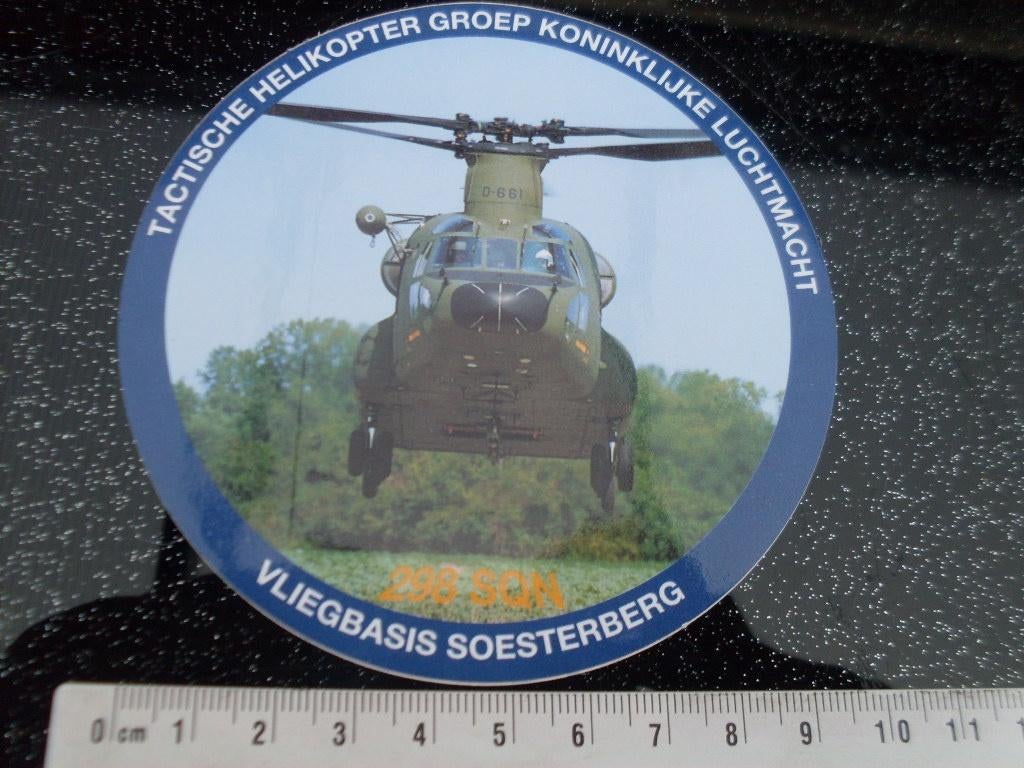 TACTISCHE HELIKOPTER GROEP KONINKLIJKE LUCHTMACHT
D-661
298 SQN
VLIEGBASIS SOESTERBERG
0 cm 1 2 3 4 5 6 7 8 9 10 11